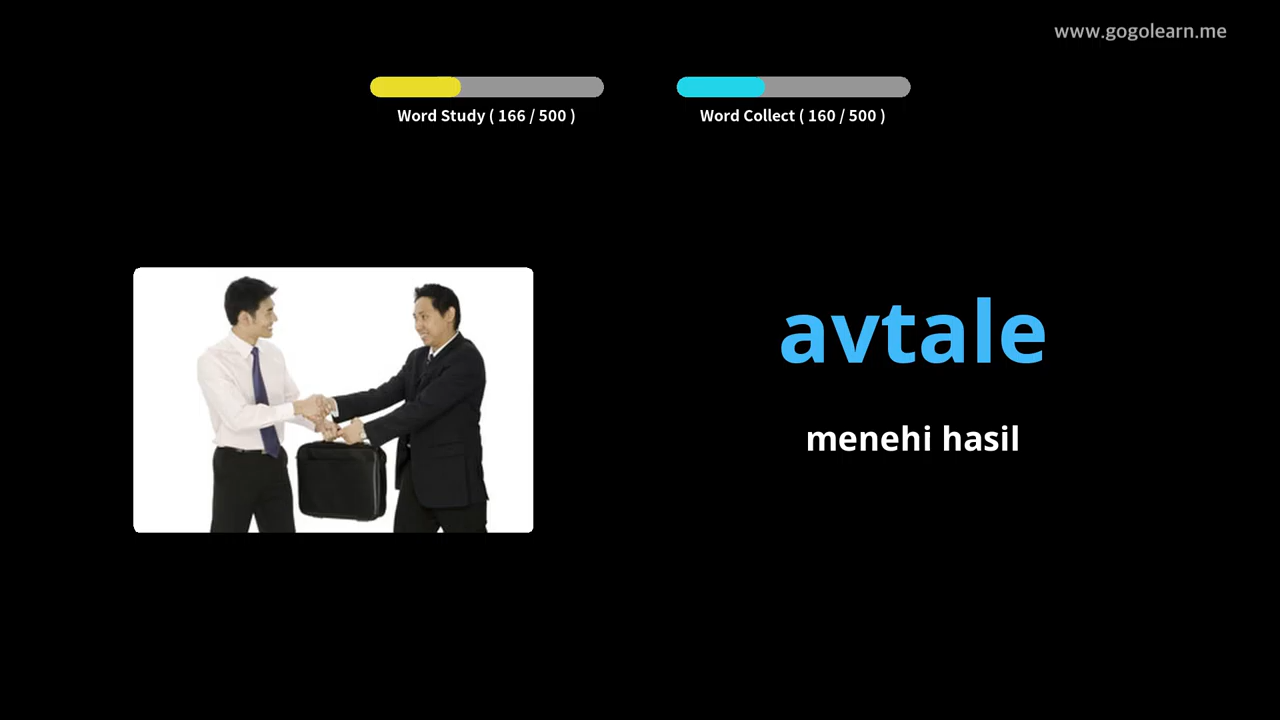 www.gogolearn.me
Word Study ( 166 / 500 )
Word Collect ( 160 / 500 )
avtale
menehi hasil